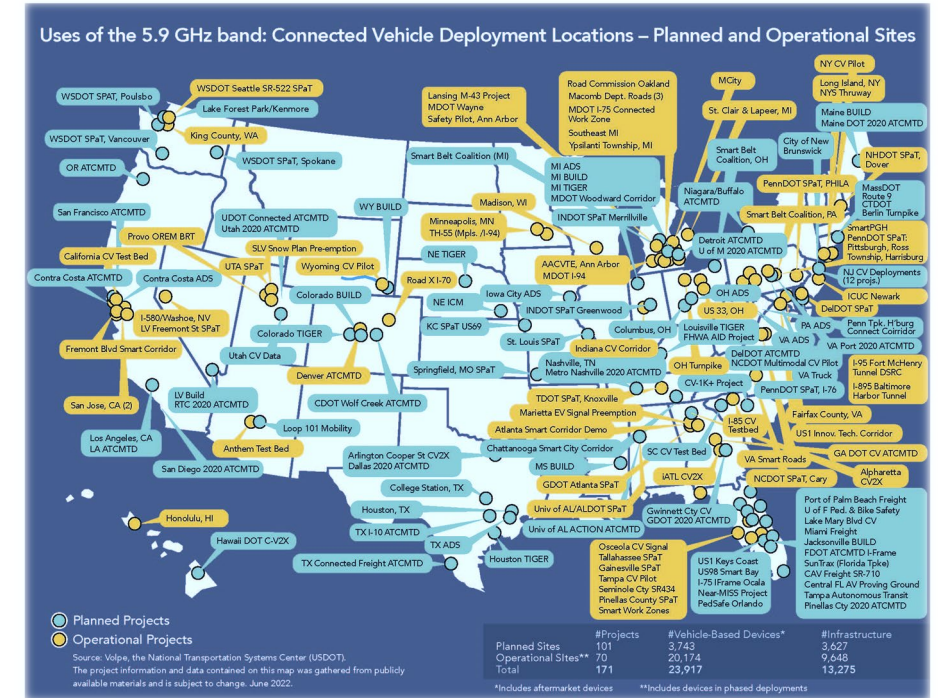 Uses of the 5.9 GHz band: Connected Vehicle Deployment Locations – Planned and Operational Sites
WSDOT SPAT, Poulsbo
WSDOT Seattle SR-522 SPaT
Lake Forest Park/Kenmore
King County, WA
WSDOT SPaT, Vancouver
WSDOT SPaT, Spokane
OR ATCMTD
San Francisco ATCMTD
Provo OREM BRT
California CV Test Bed
Contra Costa ATCMTD
Contra Costa ADS
I-580/Washoe, NV
LV Freemont St SPaT
Fremont Blvd Smart Corridor
San Jose, CA (2)
Los Angeles, CA
LA ATCMTD
San Diego 2020 ATCMTD
LV Build
RTC 2020 ATCMTD
Anthem Test Bed
Loop 101 Mobility
UDOT Connected ATCMTD
Utah 2020 ATCMTD
SLV Snow Plan Pre-emption
UTA SPaT
Wyoming CV Pilot
WY BUILD
Colorado BUILD
Colorado TIGER
Utah CV Data
Denver ATCMTD
CDOT Wolf Creek ATCMTD
Road X I-70
Lansing M-43 Project
MDOT Wayne
Safety Pilot, Ann Arbor
Road Commission Oakland
Macomb Dept. Roads (3)
MDOT I-75 Connected
Work Zone
Southeast MI
Ypsilanti Township, MI
MCity
St. Clair & Lapeer, MI
NY CV Pilot
Long Island, NY
NYS Thruway
Maine BUILD
Maine DOT 2020 ATCMTD
Smart Belt
Coalition, OH
City of New
Brunswick
NHDOT SPaT,
Dover
Smart Belt Coalition (MI)
MI ADS
MI BUILD
MI TIGER
MDOT Woodward Corridor
Niagara/Buffalo
ATCMTD
PennDOT SPaT, PHILA
MassDOT
Route 9
CTDOT
Berlin Turnpike
Madison, WI
Minneapolis, MN
TH-55 (Mpls. /I-94)
INDOT SPaT Merrillville
Smart Belt Coalition, PA
SmartPGH
PennDOT SPaT:
Pittsburgh, Ross
Township, Harrisburg
NE TIGER
AACVTE, Ann Arbor
MDOT I-94
Detroit ATCMTD
U of M 2020 ATCMTD
NJ CV Deployments
(12 projs.)
NE ICM
Iowa City ADS
INDOT SPaT Greenwood
OH ADS
US 33, OH
ICUC Newark
DelDOT SPaT
KC SPaT US69
Columbus, OH
Louisville TIGER
FHWA AID Project
PA ADS
Penn Tpk, H'burg
Connect Coirridor
St. Louis SPaT
Indiana CV Corridor
VA ADS
VA Port 2020 ATCMTD
DelDOT ATCMTD
NCDOT Multimodal CV Pilot
Springfield, MO SPaT
Nashville, TN
Metro Nashville 2020 ATCMTD
OH Turnpike
VA Truck
I-95 Fort McHenry
Tunnel DSRC
CV-1K+ Project
PennDOT SPaT, I-76
I-895 Baltimore
Harbor Tunnel
TDOT SPaT, Knoxville
Marietta EV Signal Preemption
Atlanta Smart Corridor Demo
I-85 CV
Testbed
Fairfax County, VA
US1 Innov. Tech. Corridor
Arlington Cooper St CV2X
Dallas 2020 ATCMTD
Chattanooga Smart City Corridor
MS BUILD
SC CV Test Bed
VA Smart Roads
GA DOT CV ATCMTD
GDOT Atlanta SPaT
iATL CV2X
NCDOT SPaT, Cary
Alpharetta
CV2X
College Station, TX
Houston, TX
TX I-10 ATCMTD
TX ADS
Houston TIGER
TX Connected Freight ATCMTD
Univ of AL/ALDOT SPaT
Univ of AL ACTION ATCMTD
Gwinnett Cty CV
GDOT 2020 ATCMTD
Osceola CV Signal
Tallahassee SPaT
Gainesville SPaT
Tampa CV Pilot
Seminole Cty SR434
Pinellas County SPaT
Smart Work Zones
US1 Keys Coast
US98 Smart Bay
I-75 IFrame Ocala
Near-MISS Project
PedSafe Orlando
Port of Palm Beach Freight
U of F Ped. & Bike Safety
Lake Mary Blvd CV
Miami Freight
Jacksonville BUILD
FDOT ATCMTD I-Frame
SunTrax (Florida Tpke)
CAV Freight SR-710
Central FL AV Proving Ground
Tampa Autonomous Transit
Pinellas Cty 2020 ATCMTD
Honolulu, HI
Hawaii DOT C-V2X
Planned Projects
Operational Projects
Source: Volpe, the National Transportation Systems Center (USDOT).
The project information and data contained on this map was gathered from publicly
available materials and is subject to change. June 2022.
#Projects #Vehicle-Based Devices* #Infrastructure
Planned Sites 101 3,743 3,627
Operational SItes** 70 20,174 9,648
Total 171 23,917 13,275
*Includes aftermarket devices **Includes devices in phased deployments